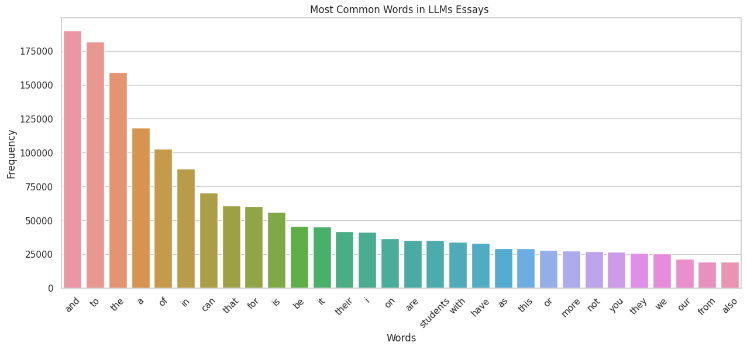 Most Common Words in LLMs Essays
Frequency
175000
150000
125000
100000
75000
50000
25000
0
and to the a of in can that for is be it their i on are students with have as this or more not you they we our from also
Words